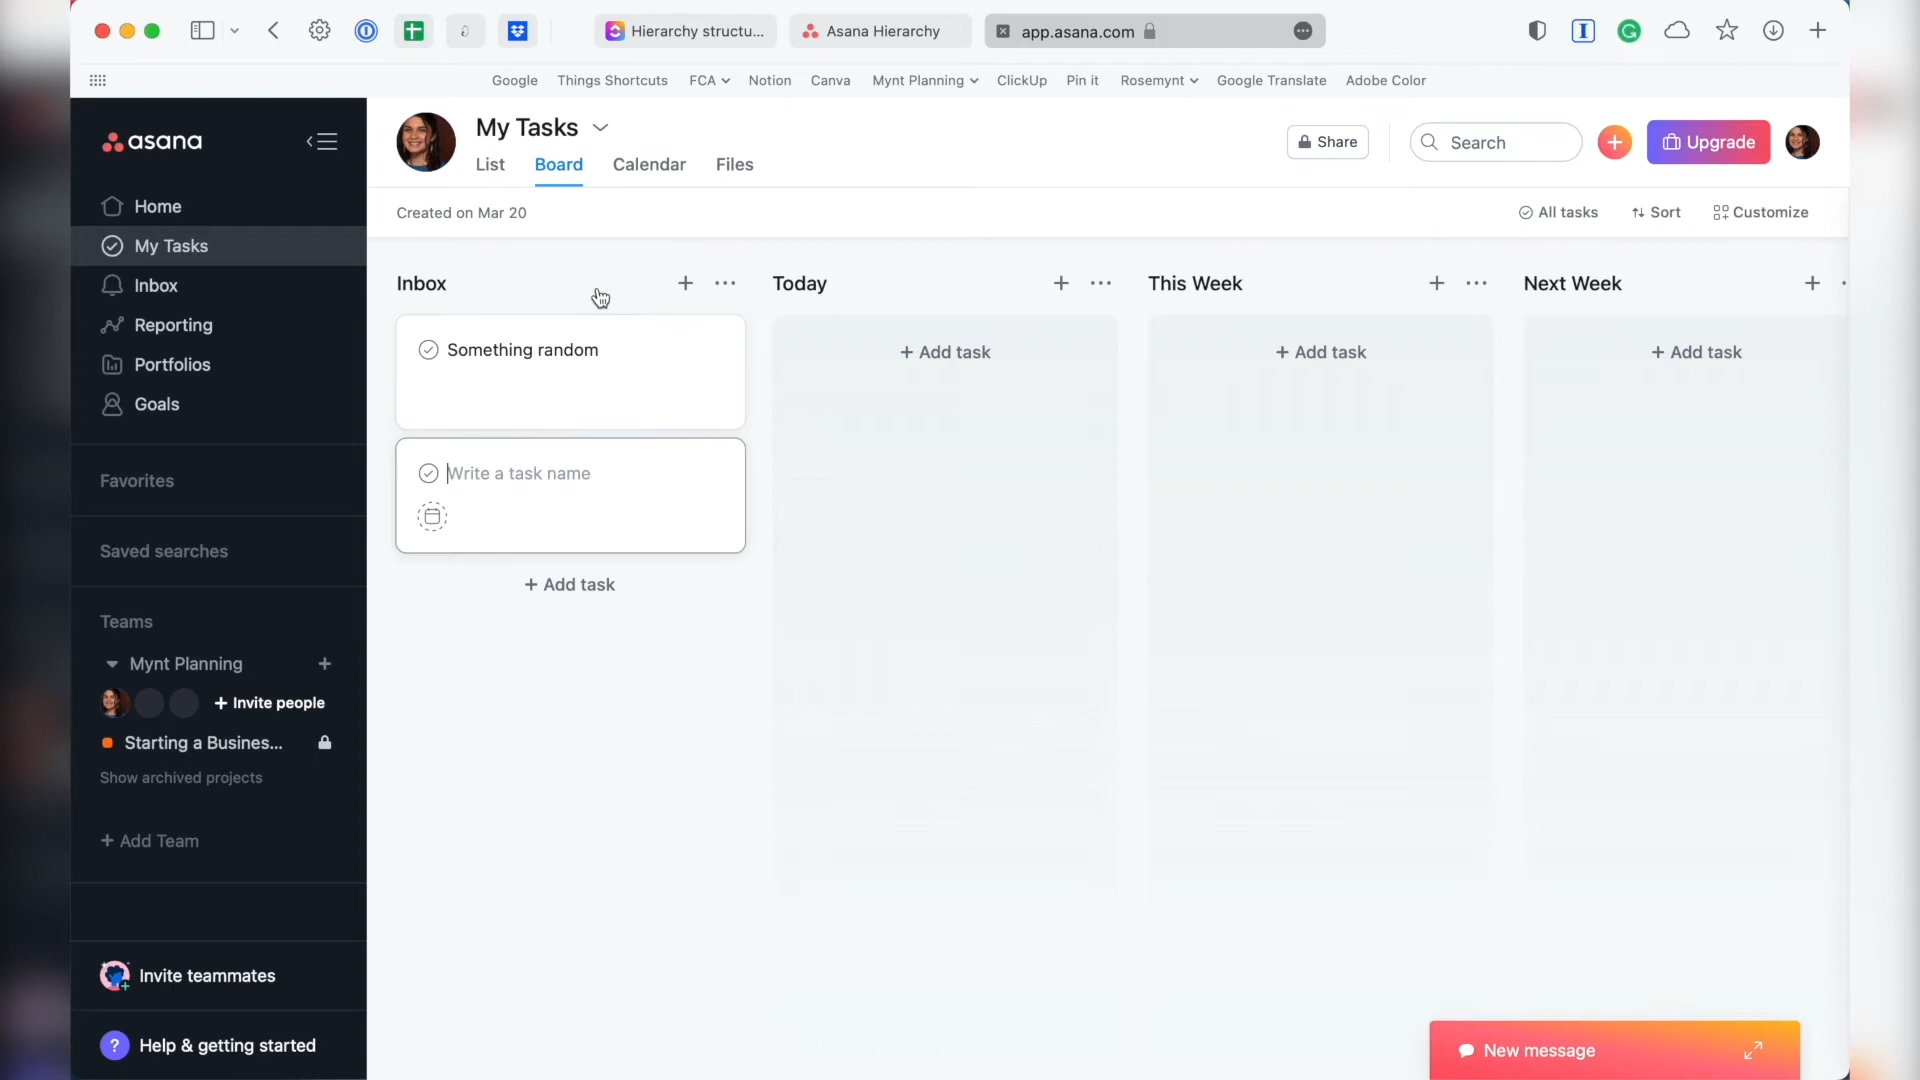 Hierarchy structu...
Asana Hierarchy
app.asana.com
Google
Things Shortcuts
FCA
Notion
Canva
Mynt Planning
ClickUp
Pin it
Rosemynt
Google Translate
Adobe Color
asana
Home
My Tasks
Inbox
Reporting
Portfolios
Goals
Favorites
Saved searches
Teams
Mynt Planning
+ Invite people
Starting a Busines...
Show archived projects
+ Add Team
Invite teammates
? Help & getting started
My Tasks
List
Board
Calendar
Files
Share
Search
Upgrade
Created on Mar 20
All tasks
Sort
Customize
Inbox
Something random
Write a task name
+ Add task
Today
+ Add task
This Week
+ Add task
Next Week
+ Add task
New message